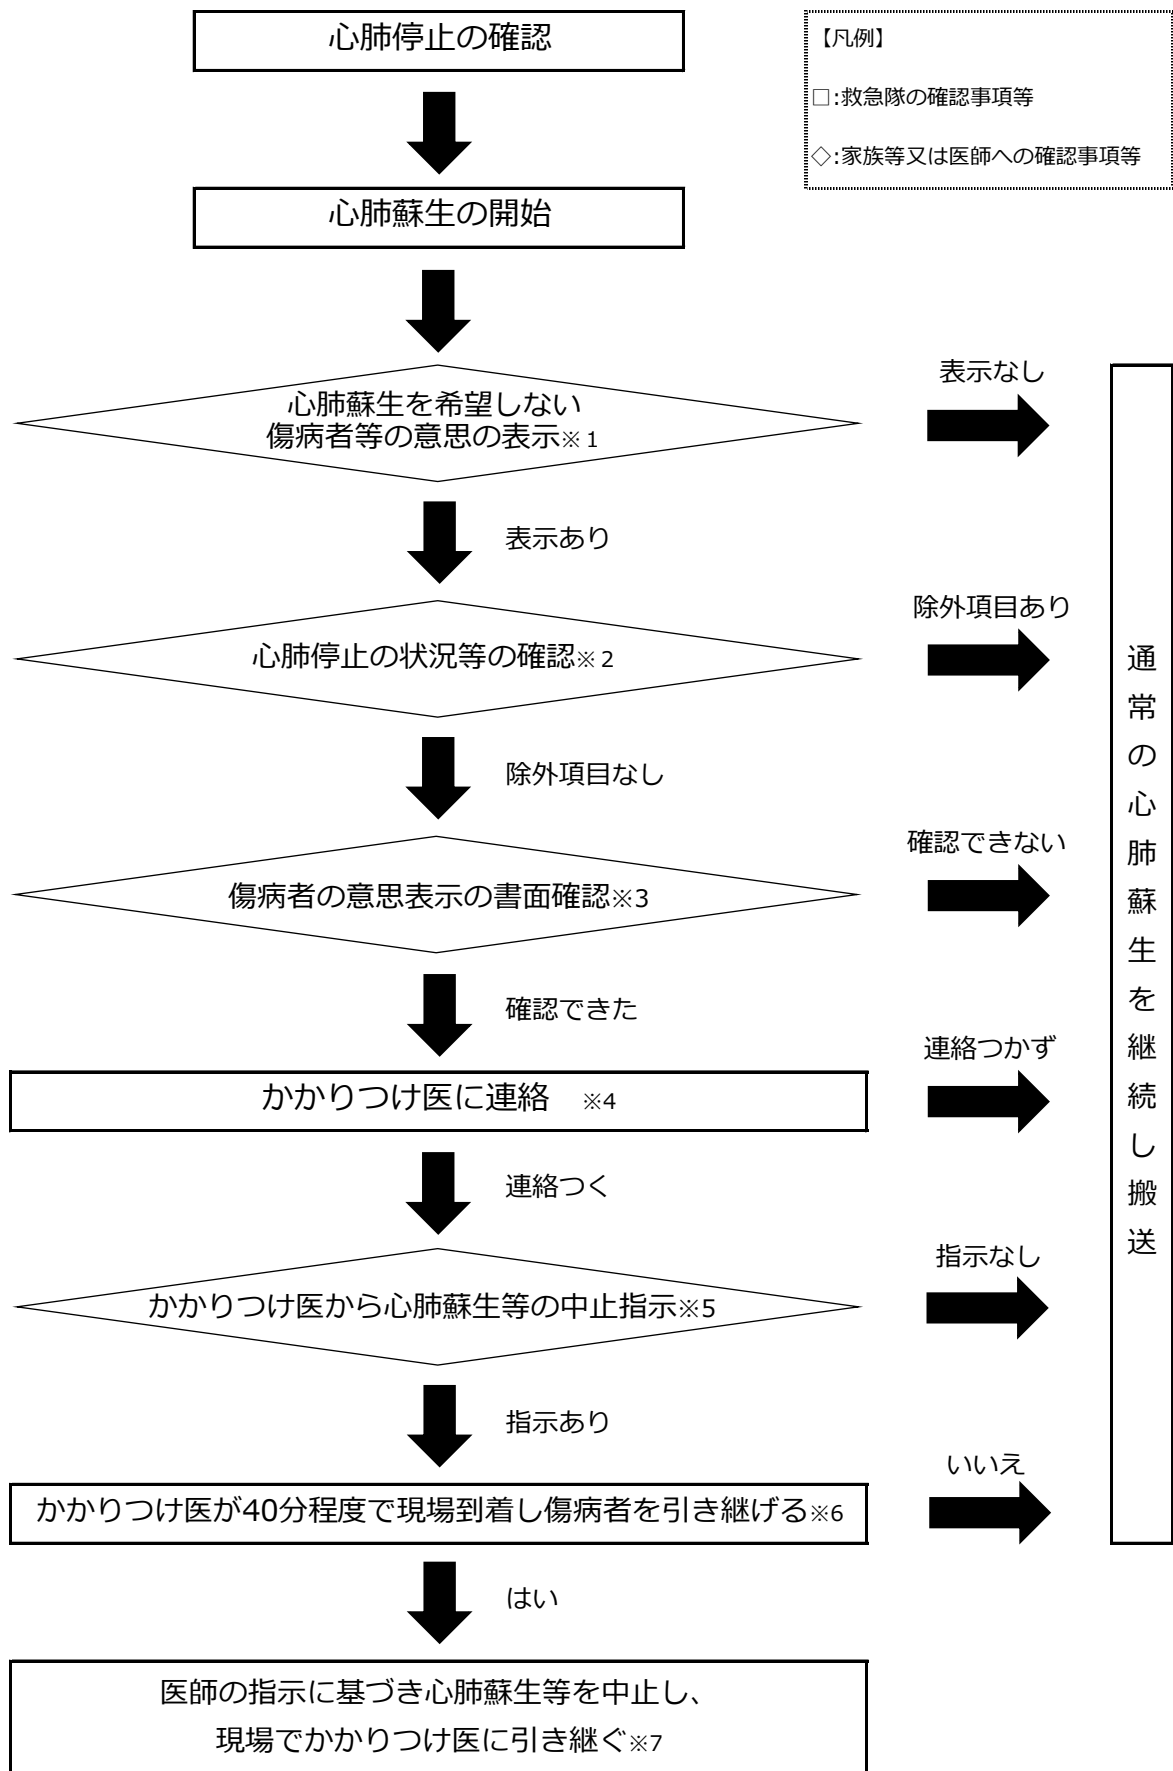 心肺停止の確認
【凡例】
□:救急隊の確認事項等
◇:家族等又は医師への確認事項等
心肺蘇生の開始
心肺蘇生を希望しない
傷病者等の意思の表示※1
表示なし
表示あり
心肺停止の状況等の確認※2
除外項目あり
除外項目なし
傷病者の意思表示の書面確認※3
確認できない
確認できた
かかりつけ医に連絡 ※4
連絡つかず
連絡つく
かかりつけ医から心肺蘇生等の中止指示※5
指示なし
指示あり
かかりつけ医が40分程度で現場到着し傷病者を引き継げる※6
いいえ
はい
医師の指示に基づき心肺蘇生等を中止し、
現場でかかりつけ医に引き継ぐ※7
通常の心肺蘇生を継続し搬送